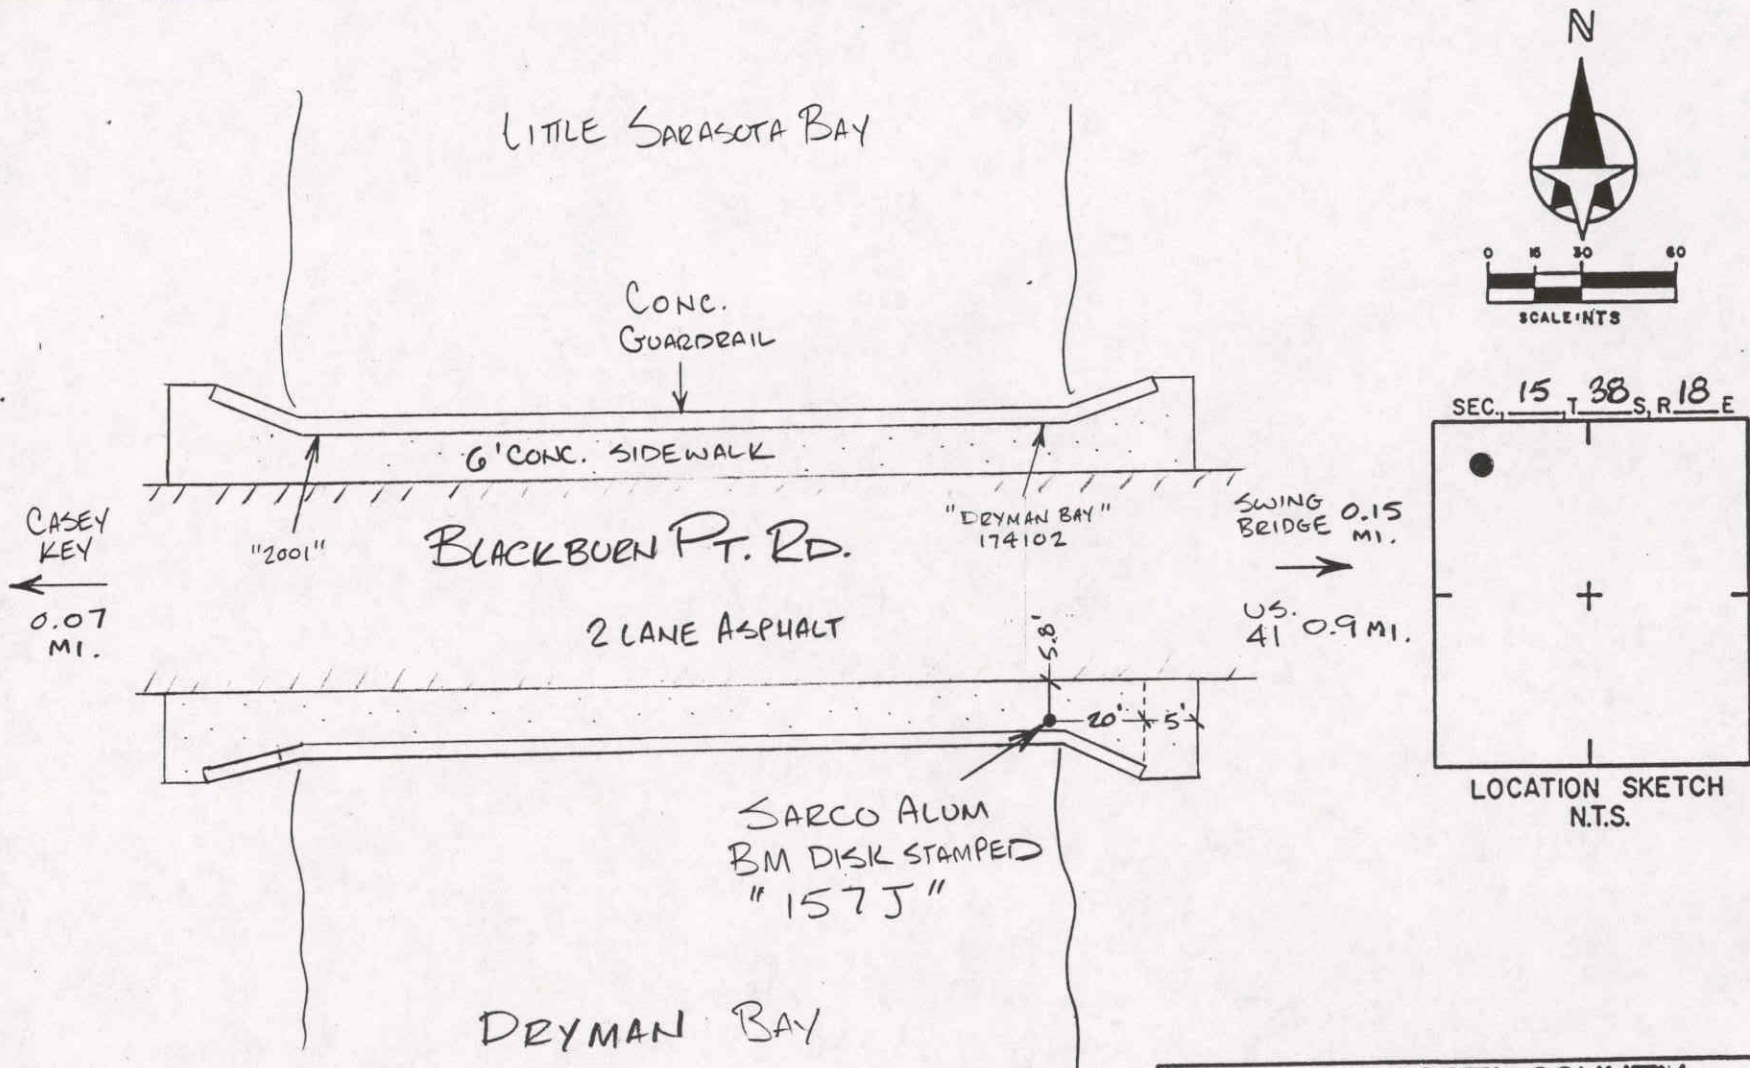 N
LITTLE SARASOTA BAY
0 15 30 60
SCALE: NTS
CONC.
GUARDRAIL
SEC. 15 T 38 S, R 18 E
6' CONC. SIDEWALK
CASEY
KEY
0.07
MI.
"2001"
BLACKBURN PT. RD.
"DRYMAN BAY"
174102
SWING
BRIDGE 0.15
MI.
2 LANE ASPHALT
5.8'
U.S.
41 0.9 MI.
20' 5'
LOCATION SKETCH
N.T.S.
SARCO ALUM
BM DISK STAMPED
"157J"
DRYMAN BAY